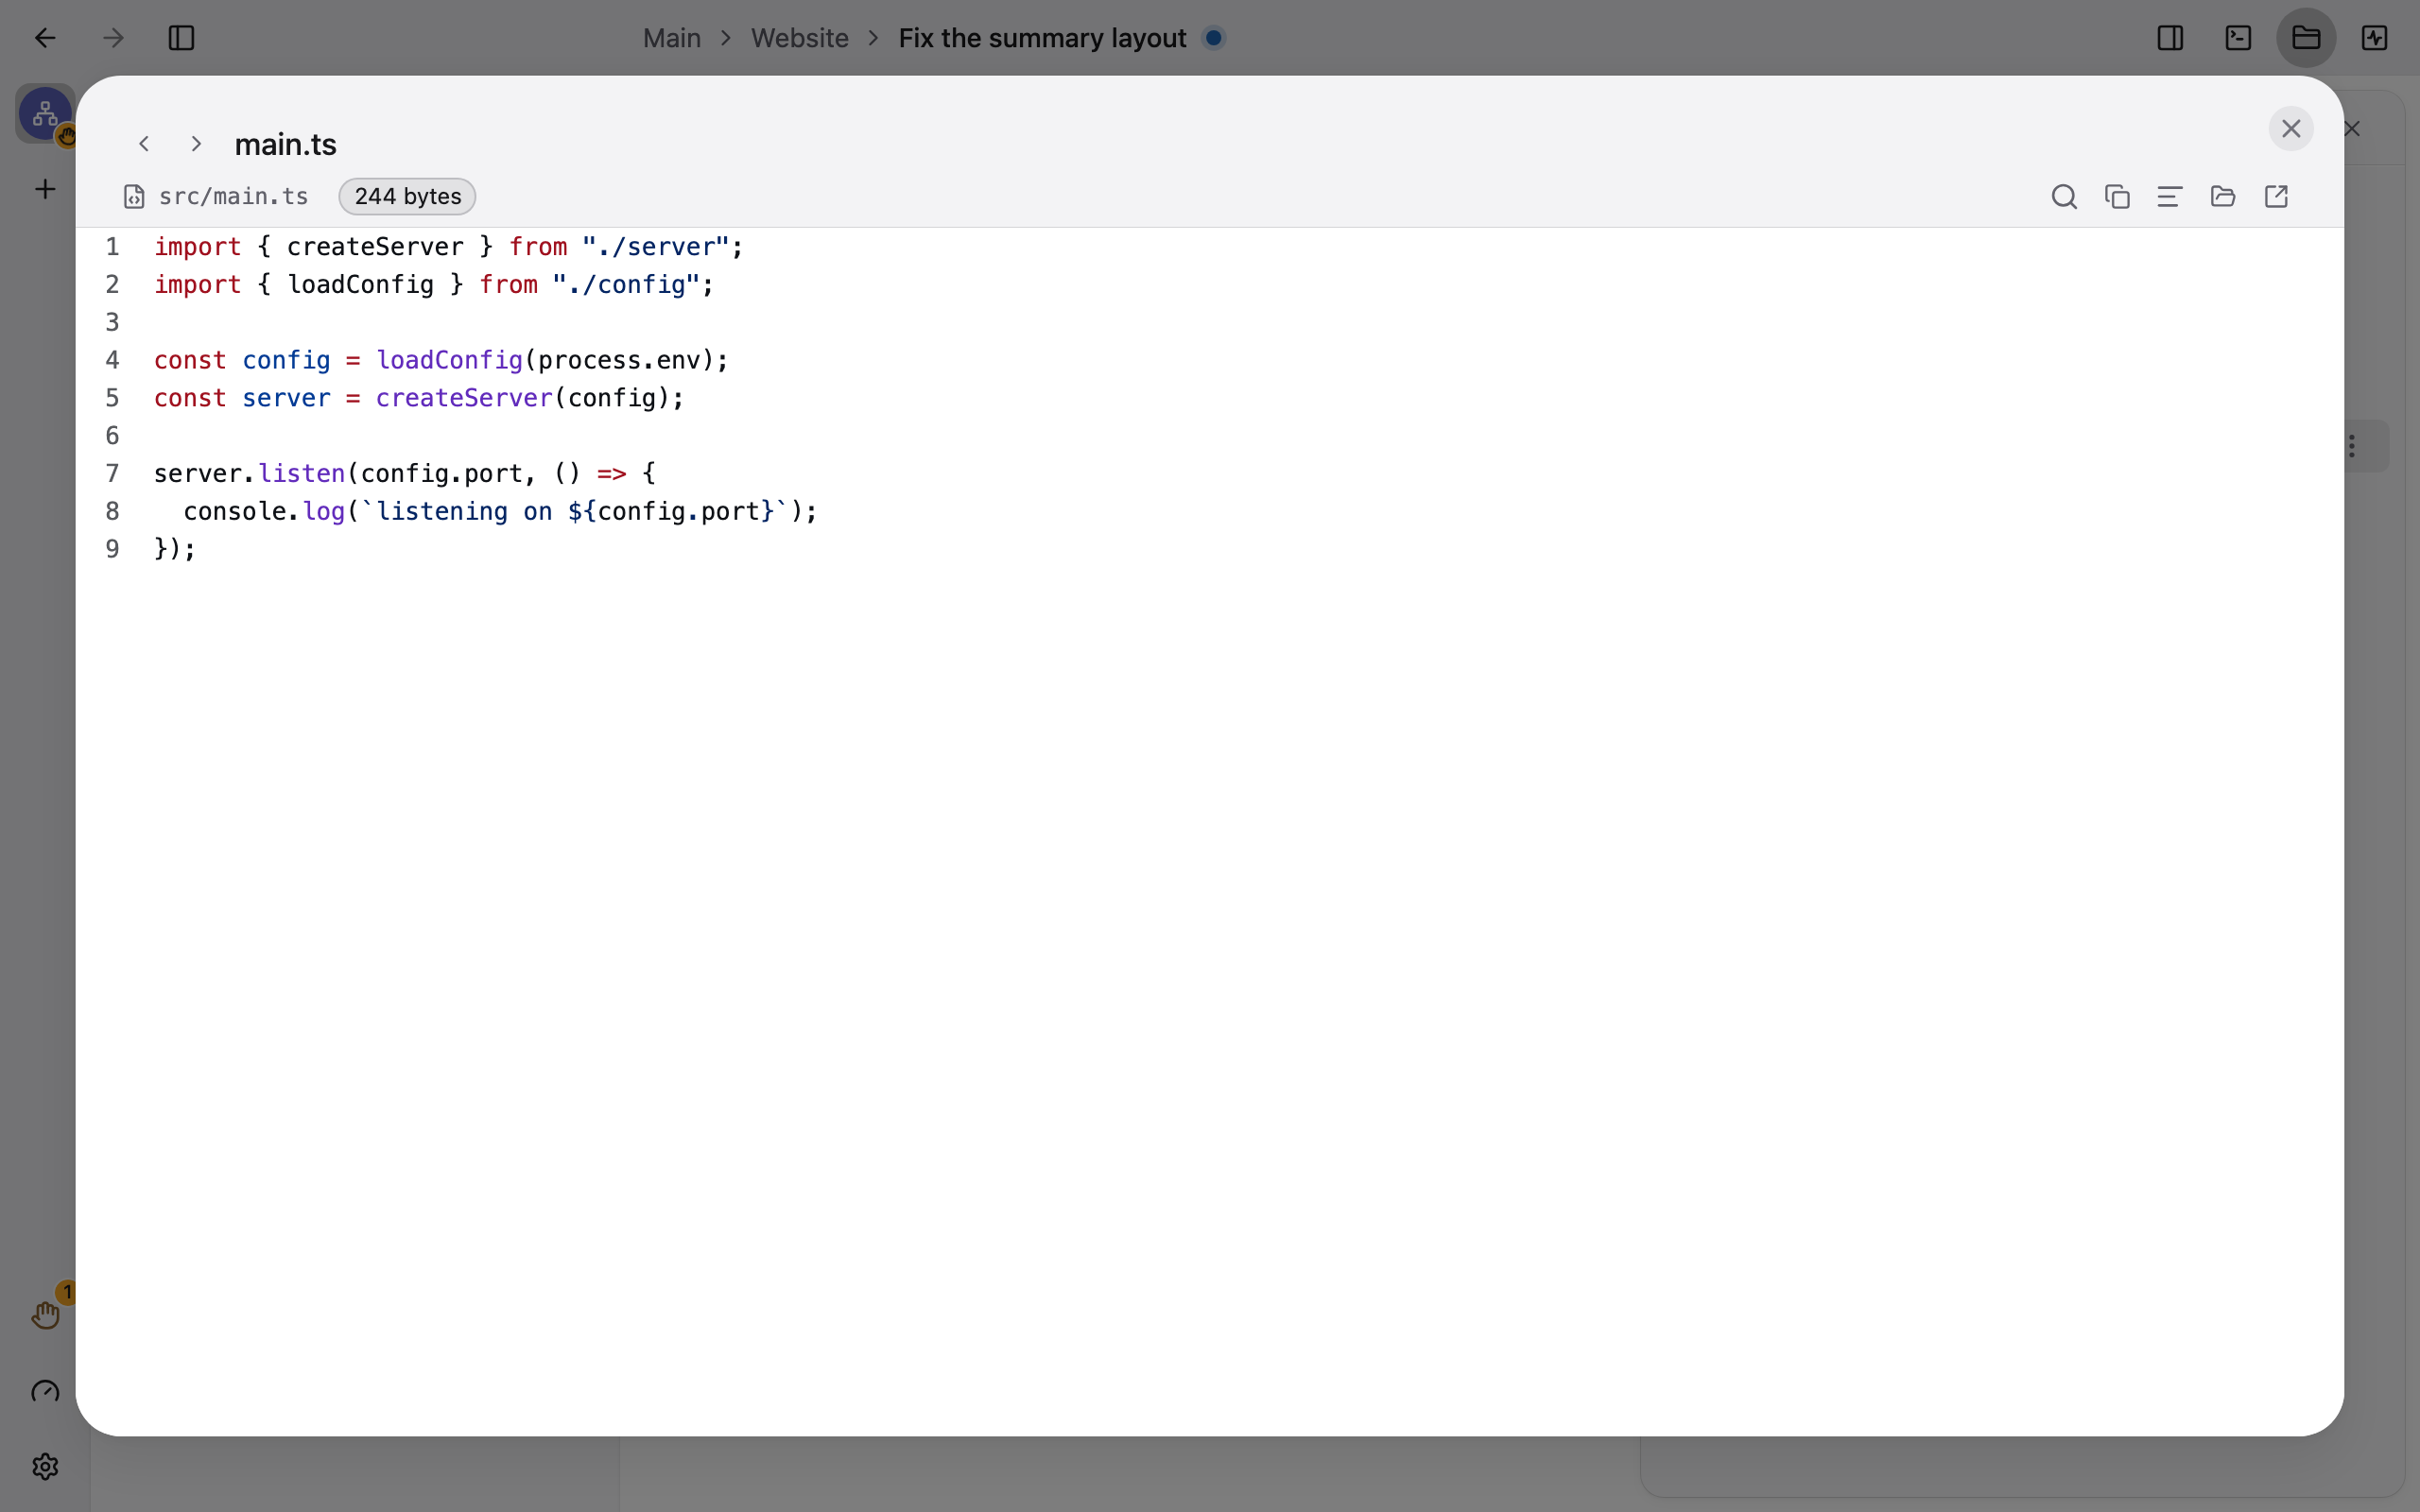 Main > Website > Fix the summary layout
main.ts
src/main.ts 244 bytes
1 import { createServer } from "./server";
2 import { loadConfig } from "./config";
3
4 const config = loadConfig(process.env);
5 const server = createServer(config);
6
7 server.listen(config.port, () => {
8   console.log(`listening on ${config.port}`);
9 });
1